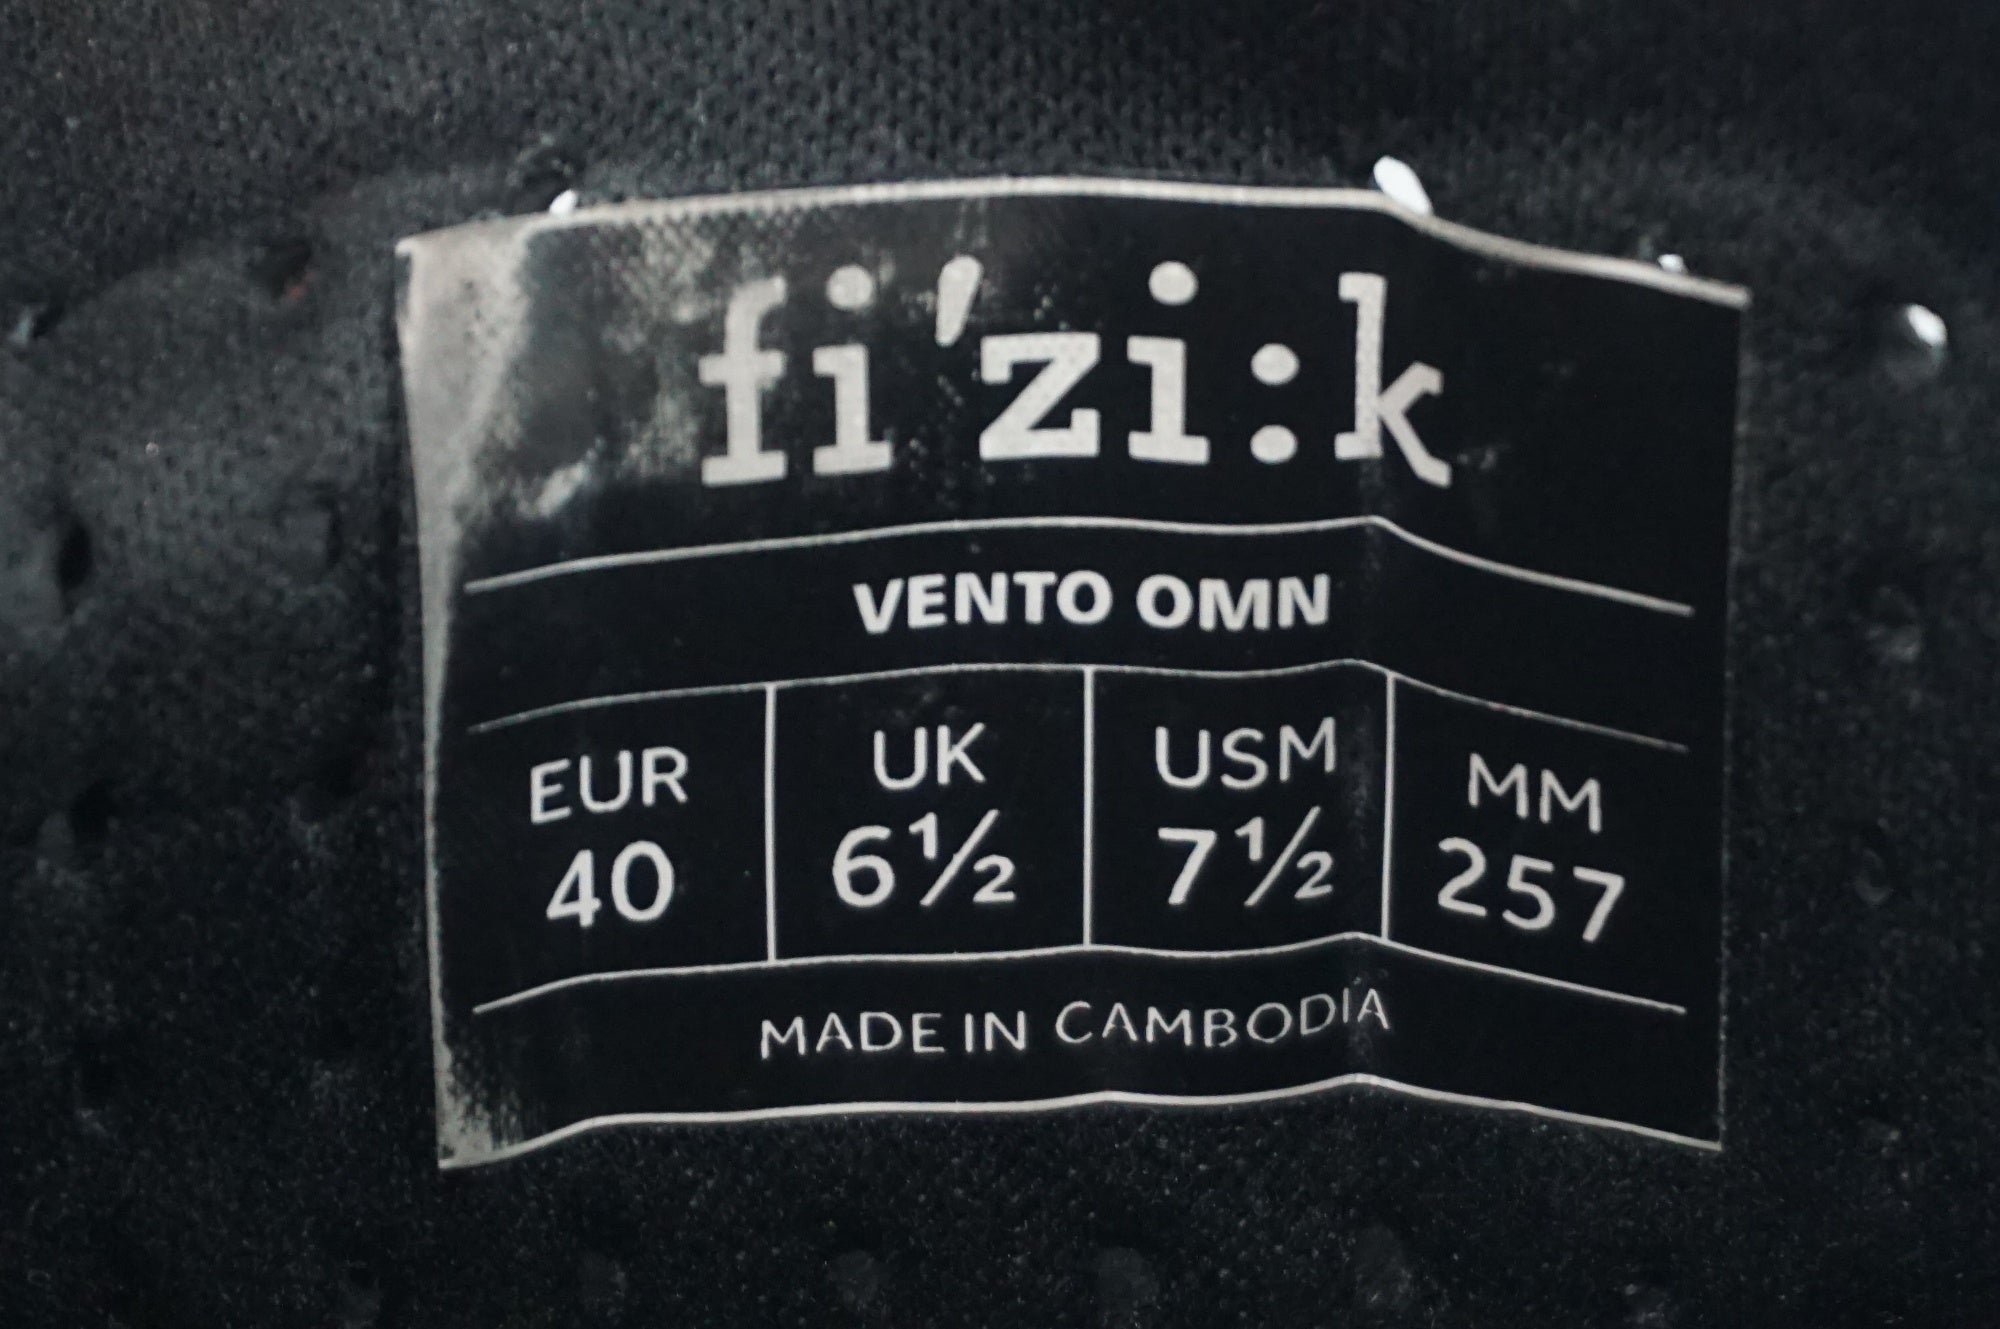 fi'zi:k
VENTO OMN
EUR UK USM MM
40 6½ 7½ 257
MADE IN CAMBODIA